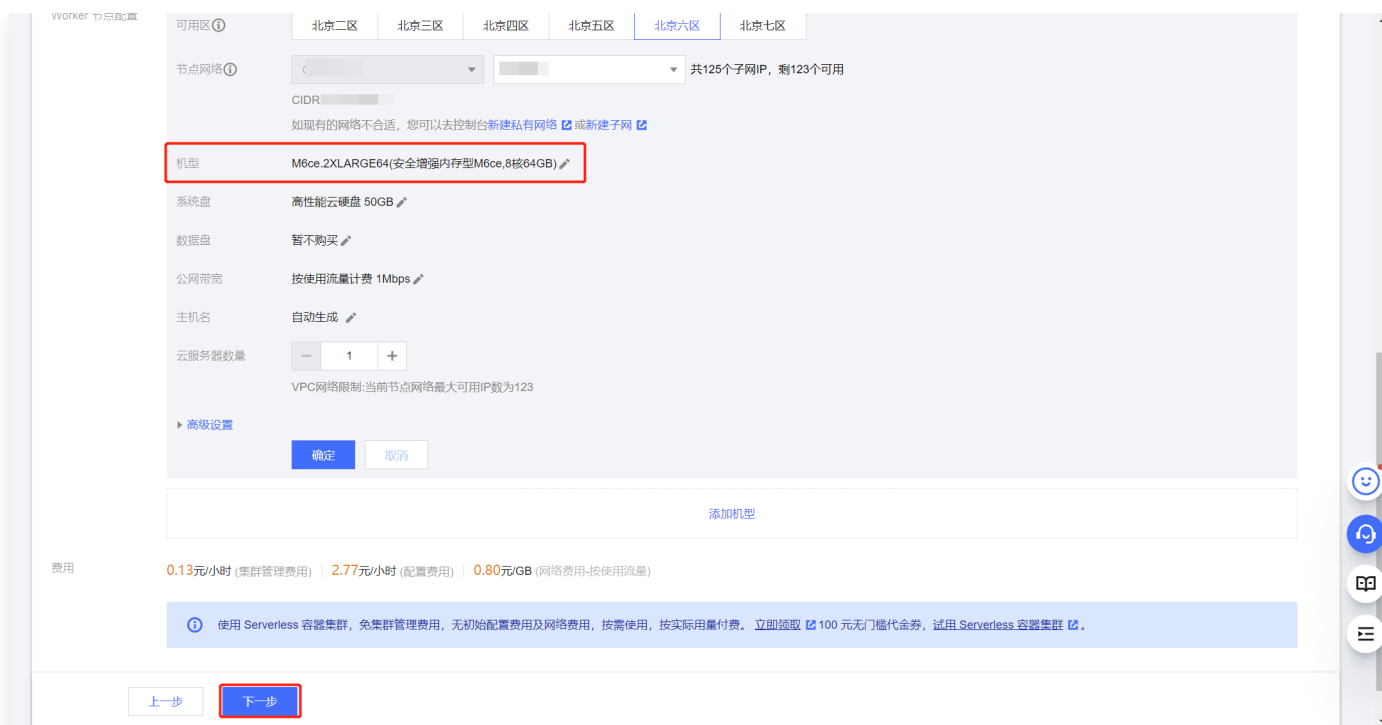 Worker 节点配置
可用区
北京二区 北京三区 北京四区 北京五区 北京六区 北京七区
节点网络
共125个子网IP，剩123个可用
CIDR
如现有的网络不合适，您可以去控制台新建私有网络 或新建子网
机型 M6ce.2XLARGE64(安全增强内存型M6ce,8核64GB)
系统盘 高性能云硬盘 50GB
数据盘 暂不购买
公网带宽 按使用流量计费 1Mbps
主机名 自动生成
云服务器数量 － 1 +
VPC网络限制:当前节点网络最大可用IP数为123
高级设置
确定 取消
添加机型
费用 0.13元/小时 (集群管理费用) 2.77元/小时 (配置费用) 0.80元/GB (网络费用-按使用流量)
使用 Serverless 容器集群，免集群管理费用，无初始配置费用及网络费用，按需使用，按实际用量付费。 立即领取 100 元无门槛代金券，试用 Serverless 容器集群 。
上一步 下一步